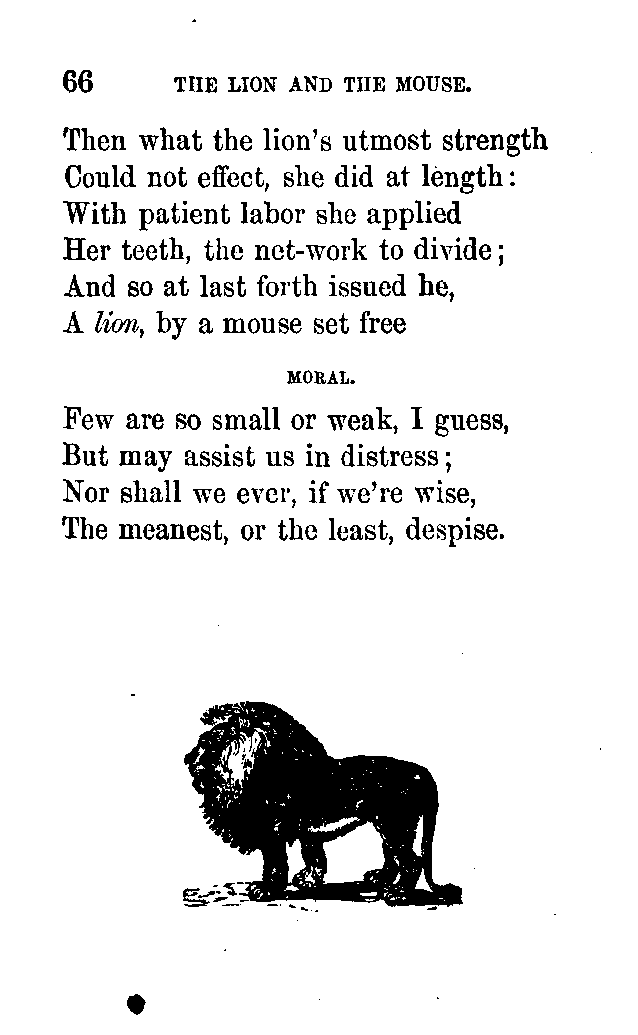 66 THE LION AND THE MOUSE.
Then what the lion's utmost strength
Could not effect, she did at length:
With patient labor she applied
Her teeth, the net-work to divide;
And so at last forth issued he,
A lion, by a mouse set free
MORAL.
Few are so small or weak, I guess,
But may assist us in distress;
Nor shall we ever, if we're wise,
The meanest, or the least, despise.